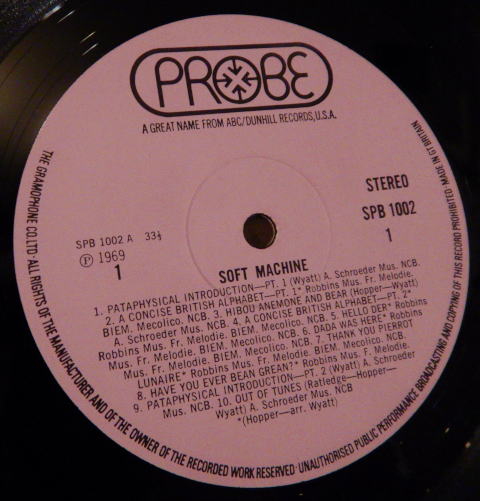 PROBE
A GREAT NAME FROM ABC/DUNHILL RECORDS, U.S.A.
STEREO
SPB 1002
1
SPB 1002 A 33⅓
Ⓟ 1969
1
SOFT MACHINE
1. PATAPHYSICAL INTRODUCTION—PT. 1 (Wyatt) A. Schroeder Mus. NCB.
2. A CONCISE BRITISH ALPHABET—PT. 1* Robbins Mus. Fr. Melodie.
BIEM. Mecolico. NCB. 3. HIBOU ANEMONE AND BEAR (Hopper—Wyatt)
A. Schroeder Mus. NCB. 4. A CONCISE BRITISH ALPHABET—PT. 2*
Robbins Mus. Fr. Melodie. BIEM. Mecolico. NCB. 5. HELLO DER* Robbins
Mus. Fr. Melodie. BIEM. Mecolico. NCB. 6. DADA WAS HERE* Robbins
Mus. Fr. Melodie. BIEM. Mecolico. NCB. 7. THANK YOU PIERROT
LUNAIRE* Robbins Mus. Fr. Melodie. BIEM. Mecolico. NCB.
8. HAVE YOU EVER BEAN GREAN?* Robbins Mus. F. Melodie.
9. PATAPHYSICAL INTRODUCTION—PT. 2 (Wyatt) A. Schroeder
Mus. NCB. 10. OUT OF TUNES (Ratledge—Hopper—
Wyatt) A. Schroeder Mus. NCB
*(Hopper—arr. Wyatt)
THE GRAMOPHONE CO. LTD · ALL RIGHTS OF THE MANUFACTURER AND OF THE OWNER OF THE RECORDED WORK RESERVED · UNAUTHORISED PUBLIC PERFORMANCE BROADCASTING AND COPYING OF THIS RECORD PROHIBITED · MADE IN GT BRITAIN